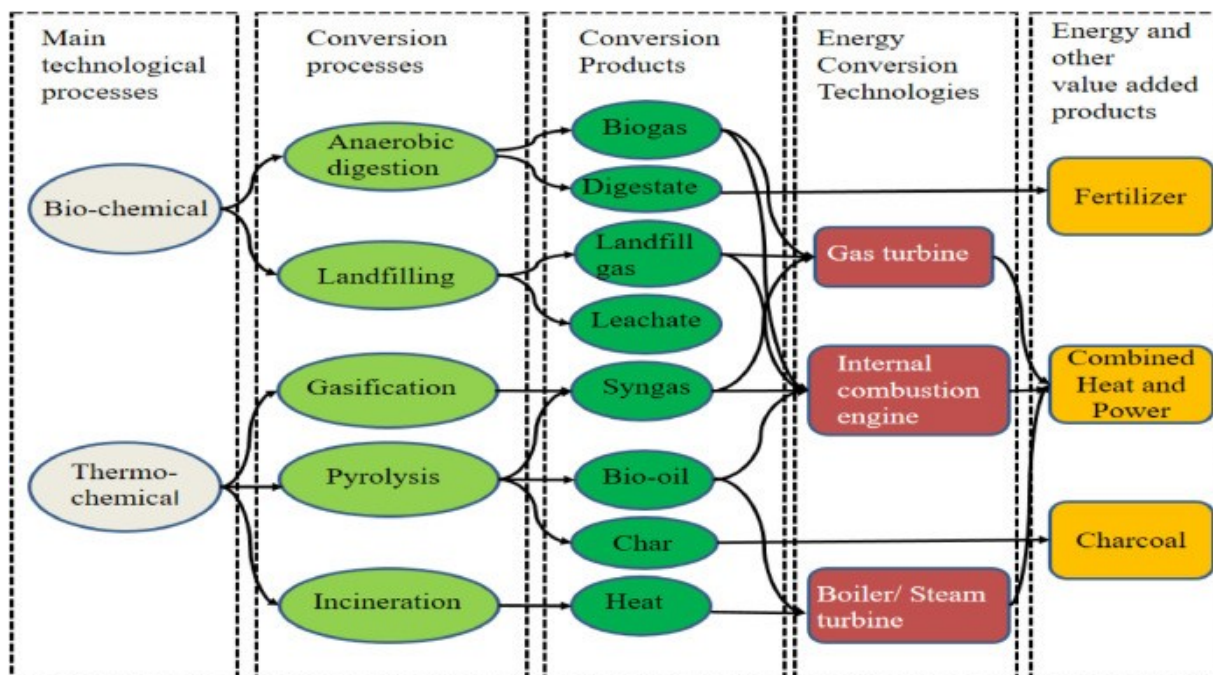 Main
technological
processes
Conversion
processes
Conversion
Products
Energy
Conversion
Technologies
Energy and
other
value added
products
Bio-chemical
Thermo-
chemical
Anaerobic
digestion
Landfilling
Gasification
Pyrolysis
Incineration
Biogas
Digestate
Landfill
gas
Leachate
Syngas
Bio-oil
Char
Heat
Gas turbine
Internal
combustion
engine
Boiler/ Steam
turbine
Fertilizer
Combined
Heat and
Power
Charcoal